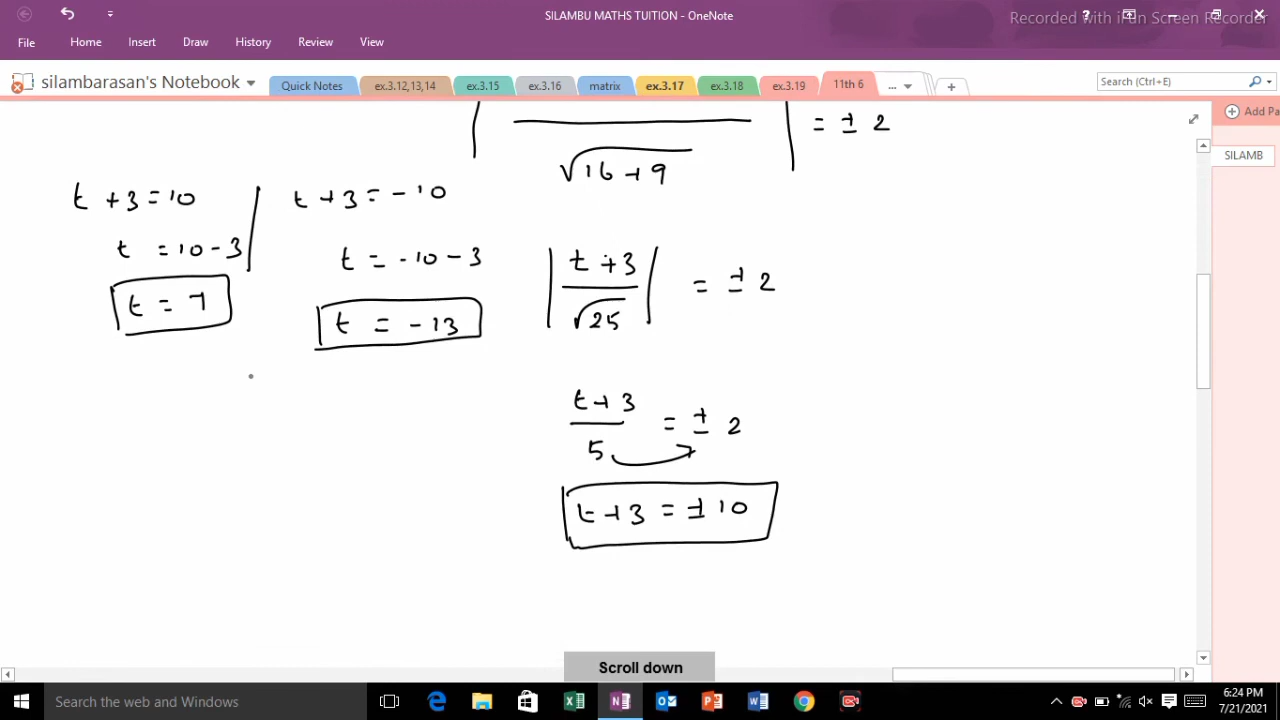 SILAMBU MATHS TUITION - OneNote
Recorded with iFun Screen Recorder
File Home Insert Draw History Review View
silambarasan's Notebook Quick Notes ex.3.12,13,14 ex.3.15 ex.3.16 matrix ex.3.17 ex.3.18 ex.3.19 11th 6 ... Search (Ctrl+E)
Add Pa
SILAMB
= ± 2
√16+9
t +3 = 10
t = 10 - 3
t = 7
t +3 = - 10
t = -10 - 3
t = - 13
| t +3 / √25 | = ± 2
t+3 / 5 = ± 2
t+3 = ± 10
Scroll down
Search the web and Windows
6:24 PM
7/21/2021